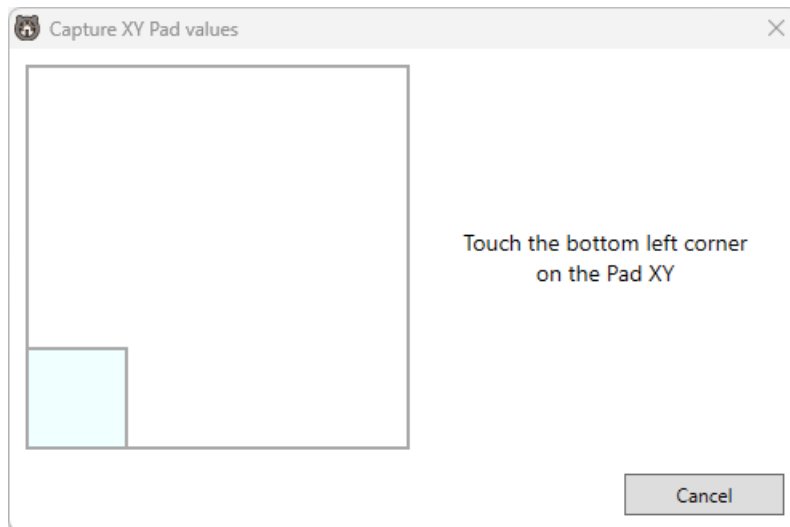 Capture XY Pad values
Touch the bottom left corner
on the Pad XY
Cancel